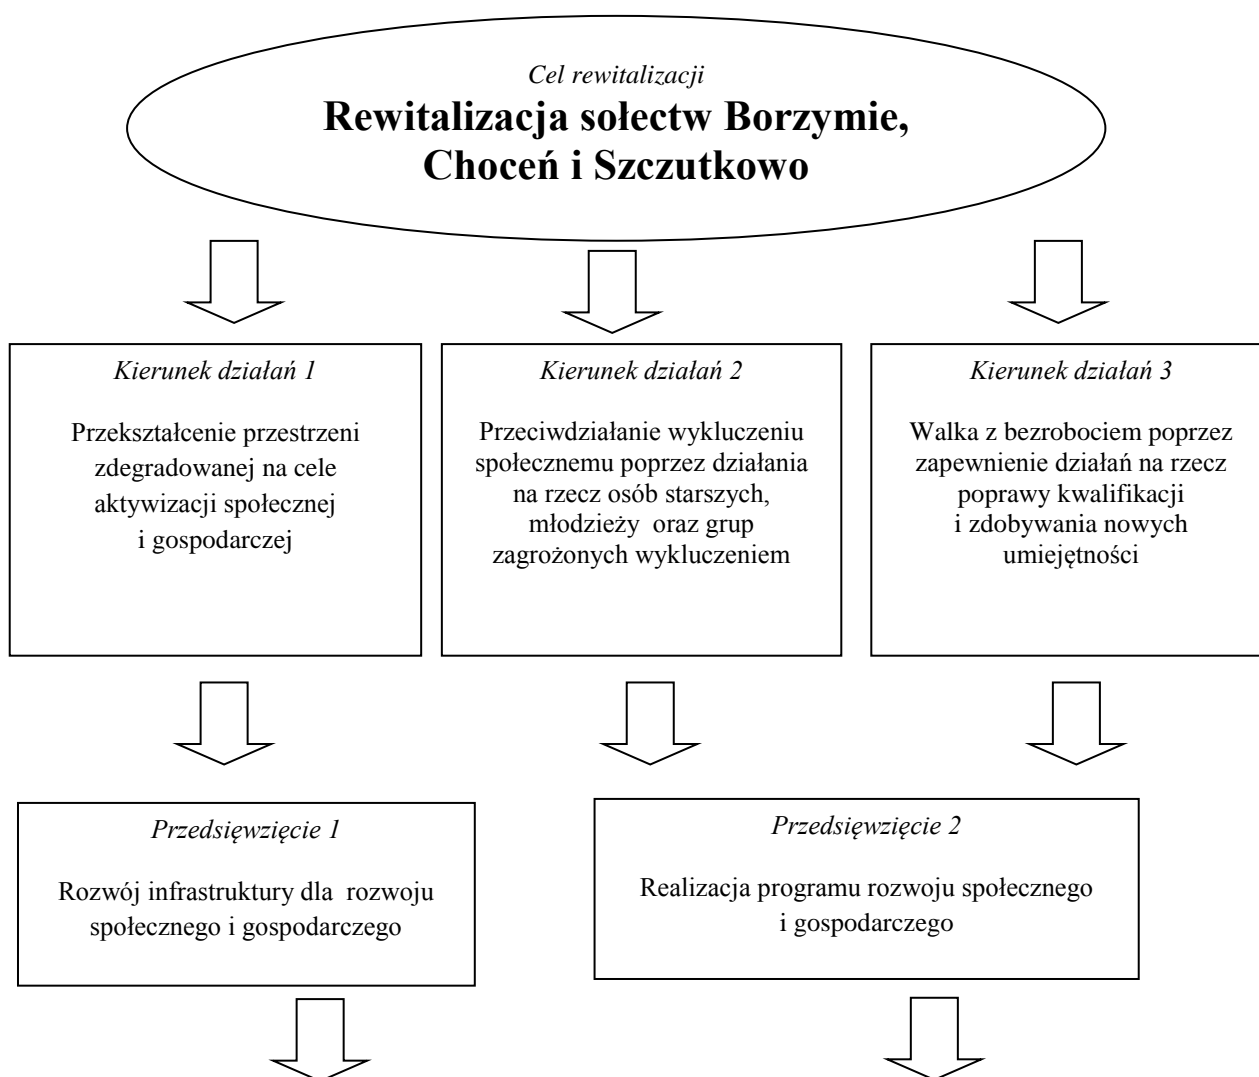 Cel rewitalizacji
Rewitalizacja sołectw Borzymie,
Choceń i Szczutkowo
Kierunek działań 1
Przekształcenie przestrzeni
zdegradowanej na cele
aktywizacji społecznej
i gospodarczej
Kierunek działań 2
Przeciwdziałanie wykluczeniu
społecznemu poprzez działania
na rzecz osób starszych,
młodzieży oraz grup
zagrożonych wykluczeniem
Kierunek działań 3
Walka z bezrobociem poprzez
zapewnienie działań na rzecz
poprawy kwalifikacji
i zdobywania nowych
umiejętności
Przedsięwzięcie 1
Rozwój infrastruktury dla rozwoju
społecznego i gospodarczego
Przedsięwzięcie 2
Realizacja programu rozwoju społecznego
i gospodarczego